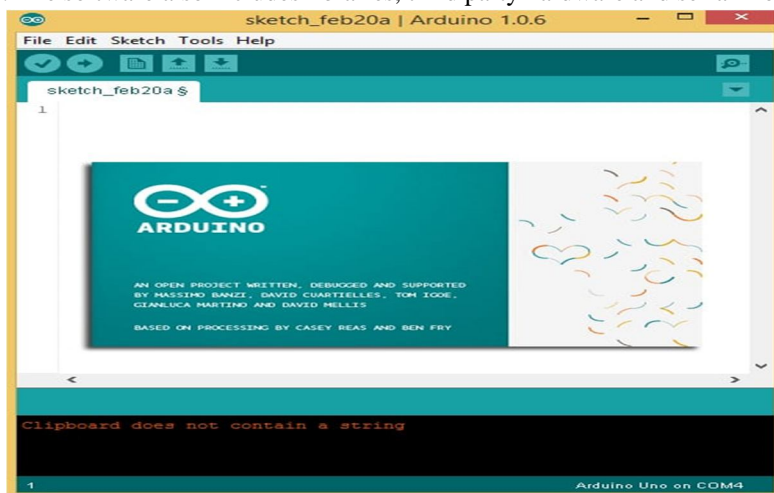 sketch_feb20a | Arduino 1.0.6
File Edit Sketch Tools Help
sketch_feb20a §
1
ARDUINO
AN OPEN PROJECT WRITTEN, DEBUGGED AND SUPPORTED
BY MASSIMO BANZI, DAVID CUARTIELLES, TOM IGOE,
GIANLUCA MARTINO AND DAVID MELLIS
BASED ON PROCESSING BY CASEY REAS AND BEN FRY
Clipboard does not contain a string
1 Arduino Uno on COM4